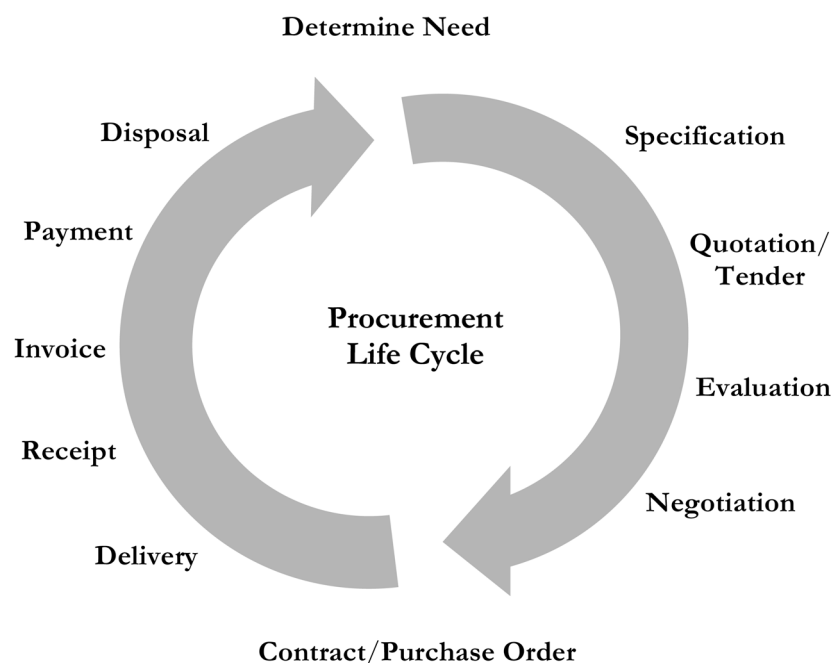 Determine Need
Specification
Quotation/
Tender
Evaluation
Negotiation
Contract/Purchase Order
Delivery
Receipt
Invoice
Payment
Disposal
Procurement
Life Cycle